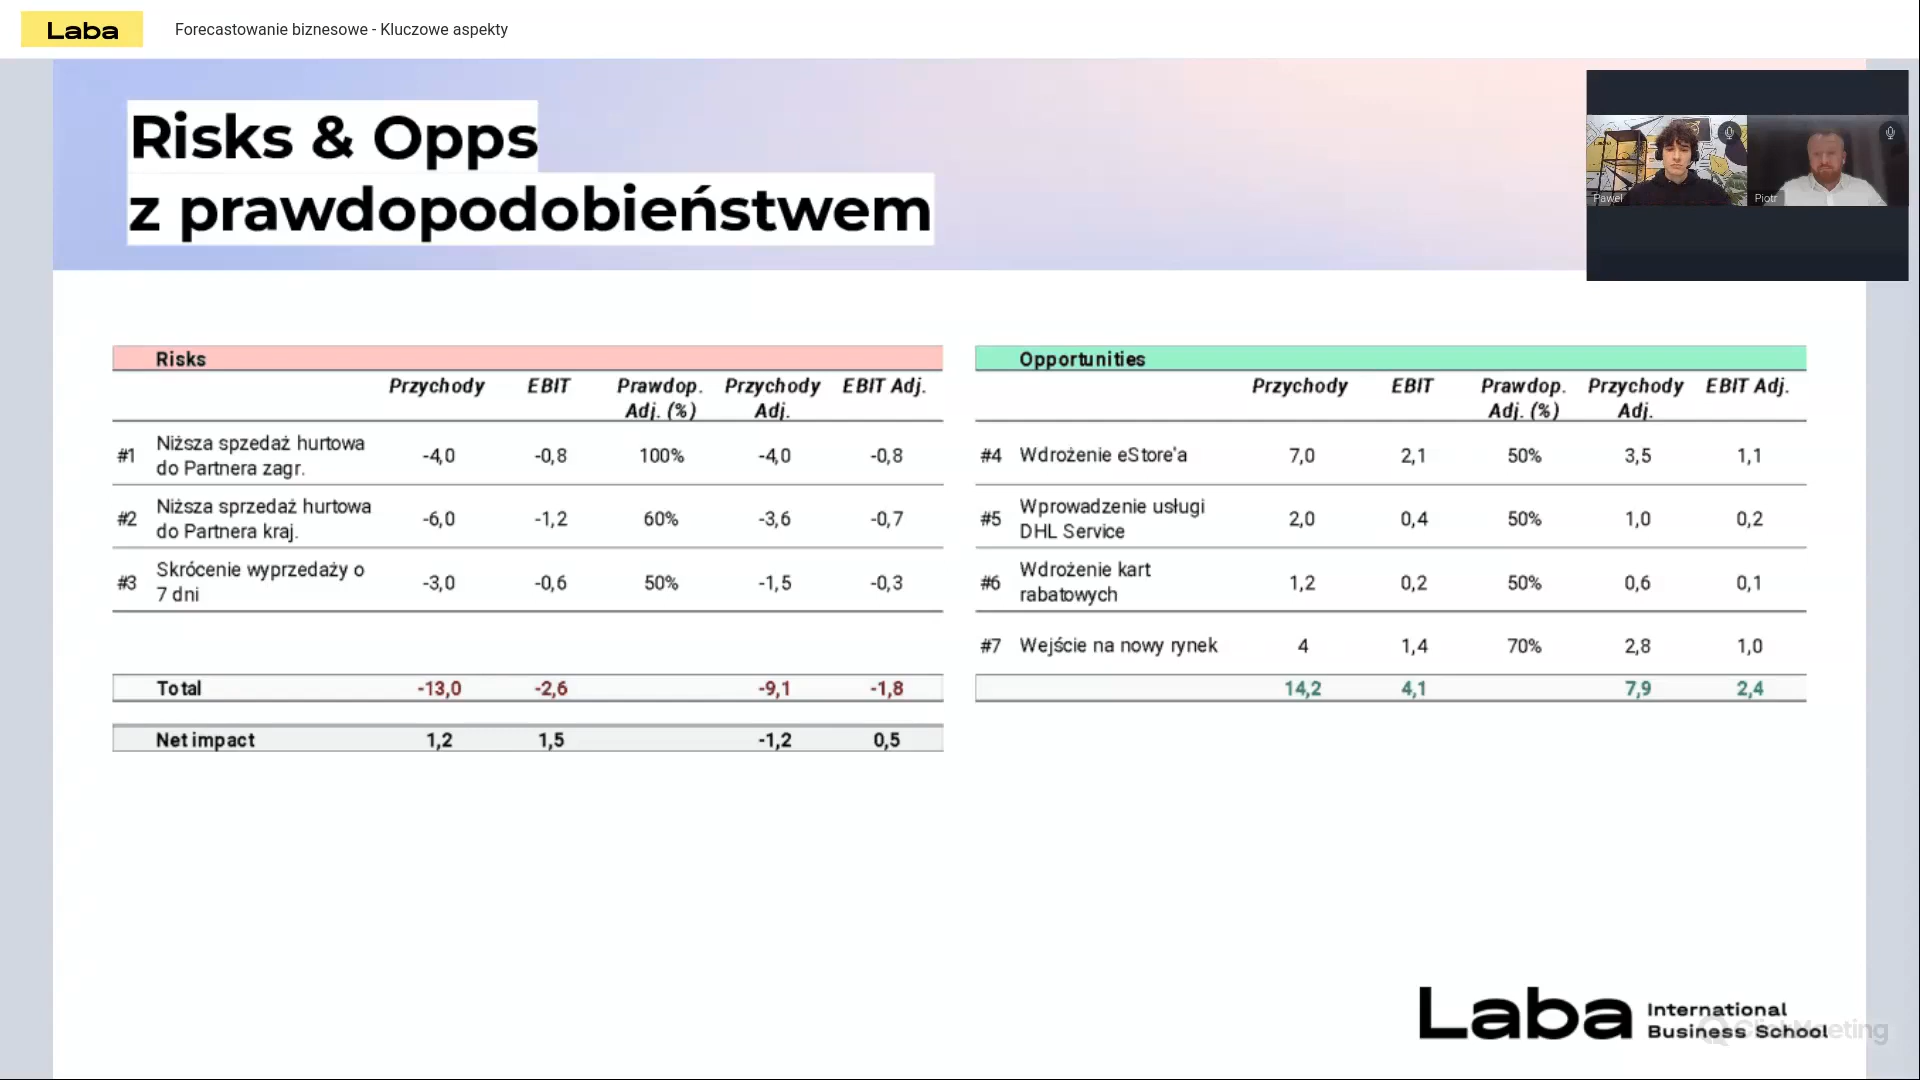 Laba
Forecastowanie biznesowe - Kluczowe aspekty
Risks & Opps
z prawdopodobieństwem
Paweł
Piotr
Risks
Przychody EBIT Prawdop. Adj. (%) Przychody Adj. EBIT Adj.
#1 Niższa spzedaż hurtowa do Partnera zagr. -4,0 -0,8 100% -4,0 -0,8
#2 Niższa sprzedaż hurtowa do Partnera kraj. -6,0 -1,2 60% -3,6 -0,7
#3 Skrócenie wyprzedaży o 7 dni -3,0 -0,6 50% -1,5 -0,3
Total -13,0 -2,6 -9,1 -1,8
Net impact 1,2 1,5 -1,2 0,5
Opportunities
Przychody EBIT Prawdop. Adj. (%) Przychody Adj. EBIT Adj.
#4 Wdrożenie eStore'a 7,0 2,1 50% 3,5 1,1
#5 Wprowadzenie usługi DHL Service 2,0 0,4 50% 1,0 0,2
#6 Wdrożenie kart rabatowych 1,2 0,2 50% 0,6 0,1
#7 Wejście na nowy rynek 4 1,4 70% 2,8 1,0
14,2 4,1 7,9 2,4
Laba International
Business School
ClickMeeting